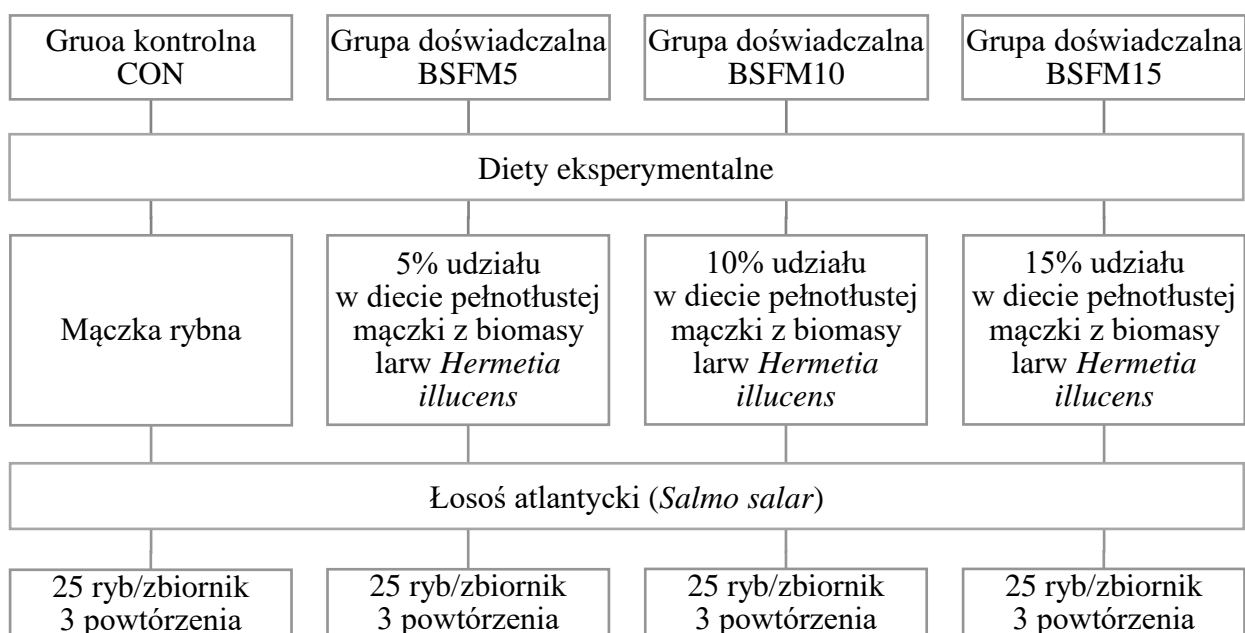 Gruoa kontrolna
CON
Grupa doświadczalna
BSFM5
Grupa doświadczalna
BSFM10
Grupa doświadczalna
BSFM15
Diety eksperymentalne
Mączka rybna
5% udziału
w diecie pełnotłustej
mączki z biomasy
larw Hermetia
illucens
10% udziału
w diecie pełnotłustej
mączki z biomasy
larw Hermetia
illucens
15% udziału
w diecie pełnotłustej
mączki z biomasy
larw Hermetia
illucens
Łosoś atlantycki (Salmo salar)
25 ryb/zbiornik
3 powtórzenia
25 ryb/zbiornik
3 powtórzenia
25 ryb/zbiornik
3 powtórzenia
25 ryb/zbiornik
3 powtórzenia